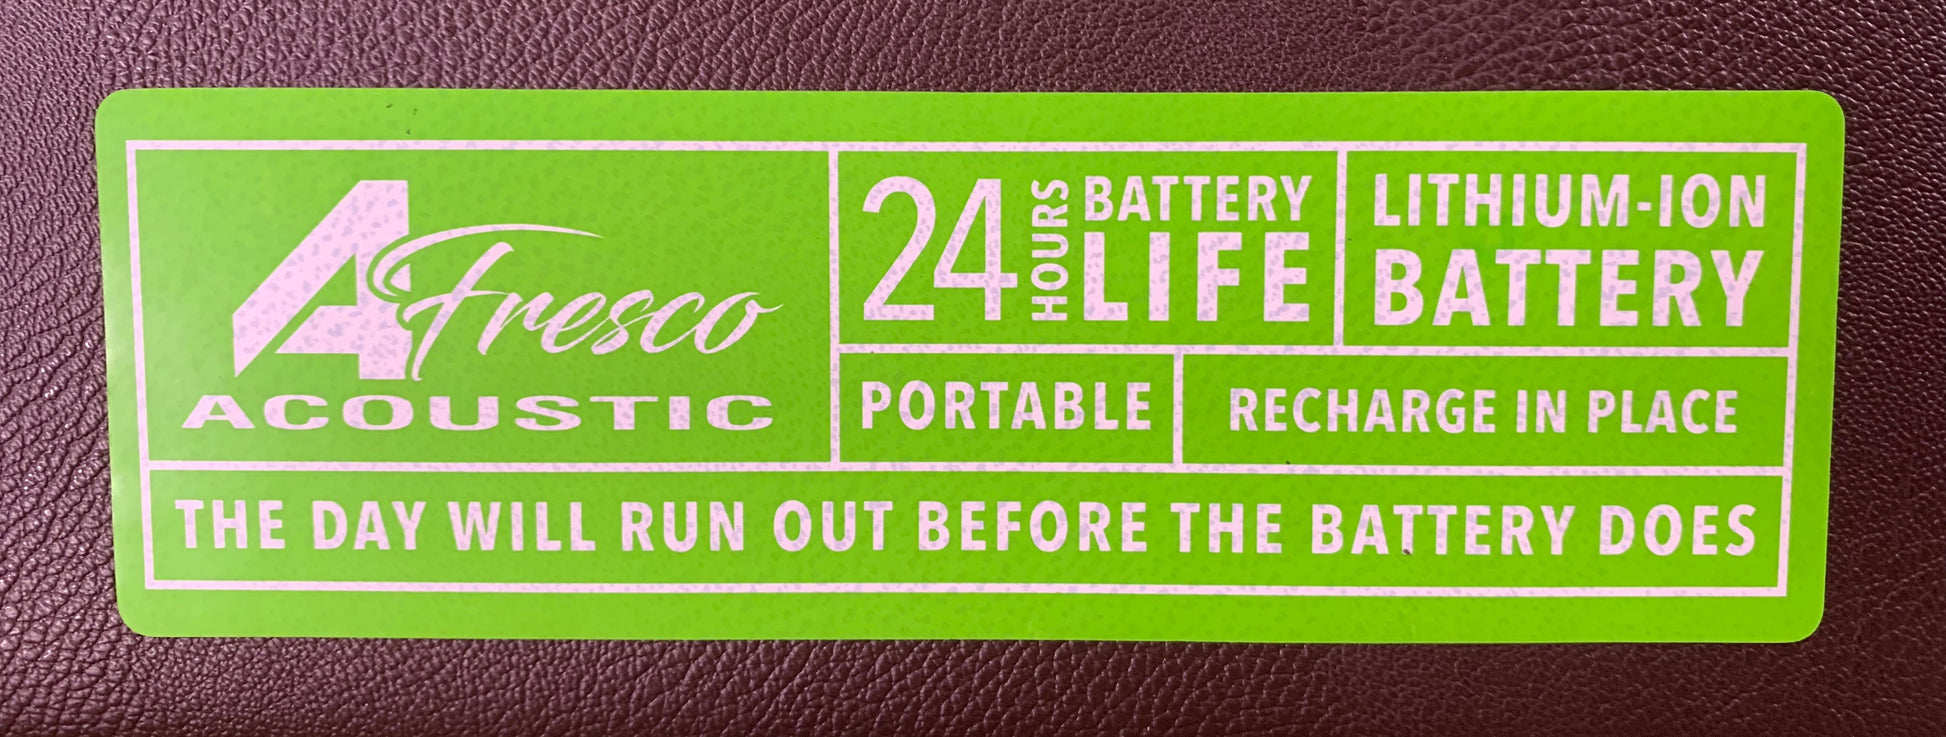 A Fresco
ACOUSTIC
24 HOURS BATTERY LIFE
LITHIUM-ION
BATTERY
PORTABLE
RECHARGE IN PLACE
THE DAY WILL RUN OUT BEFORE THE BATTERY DOES